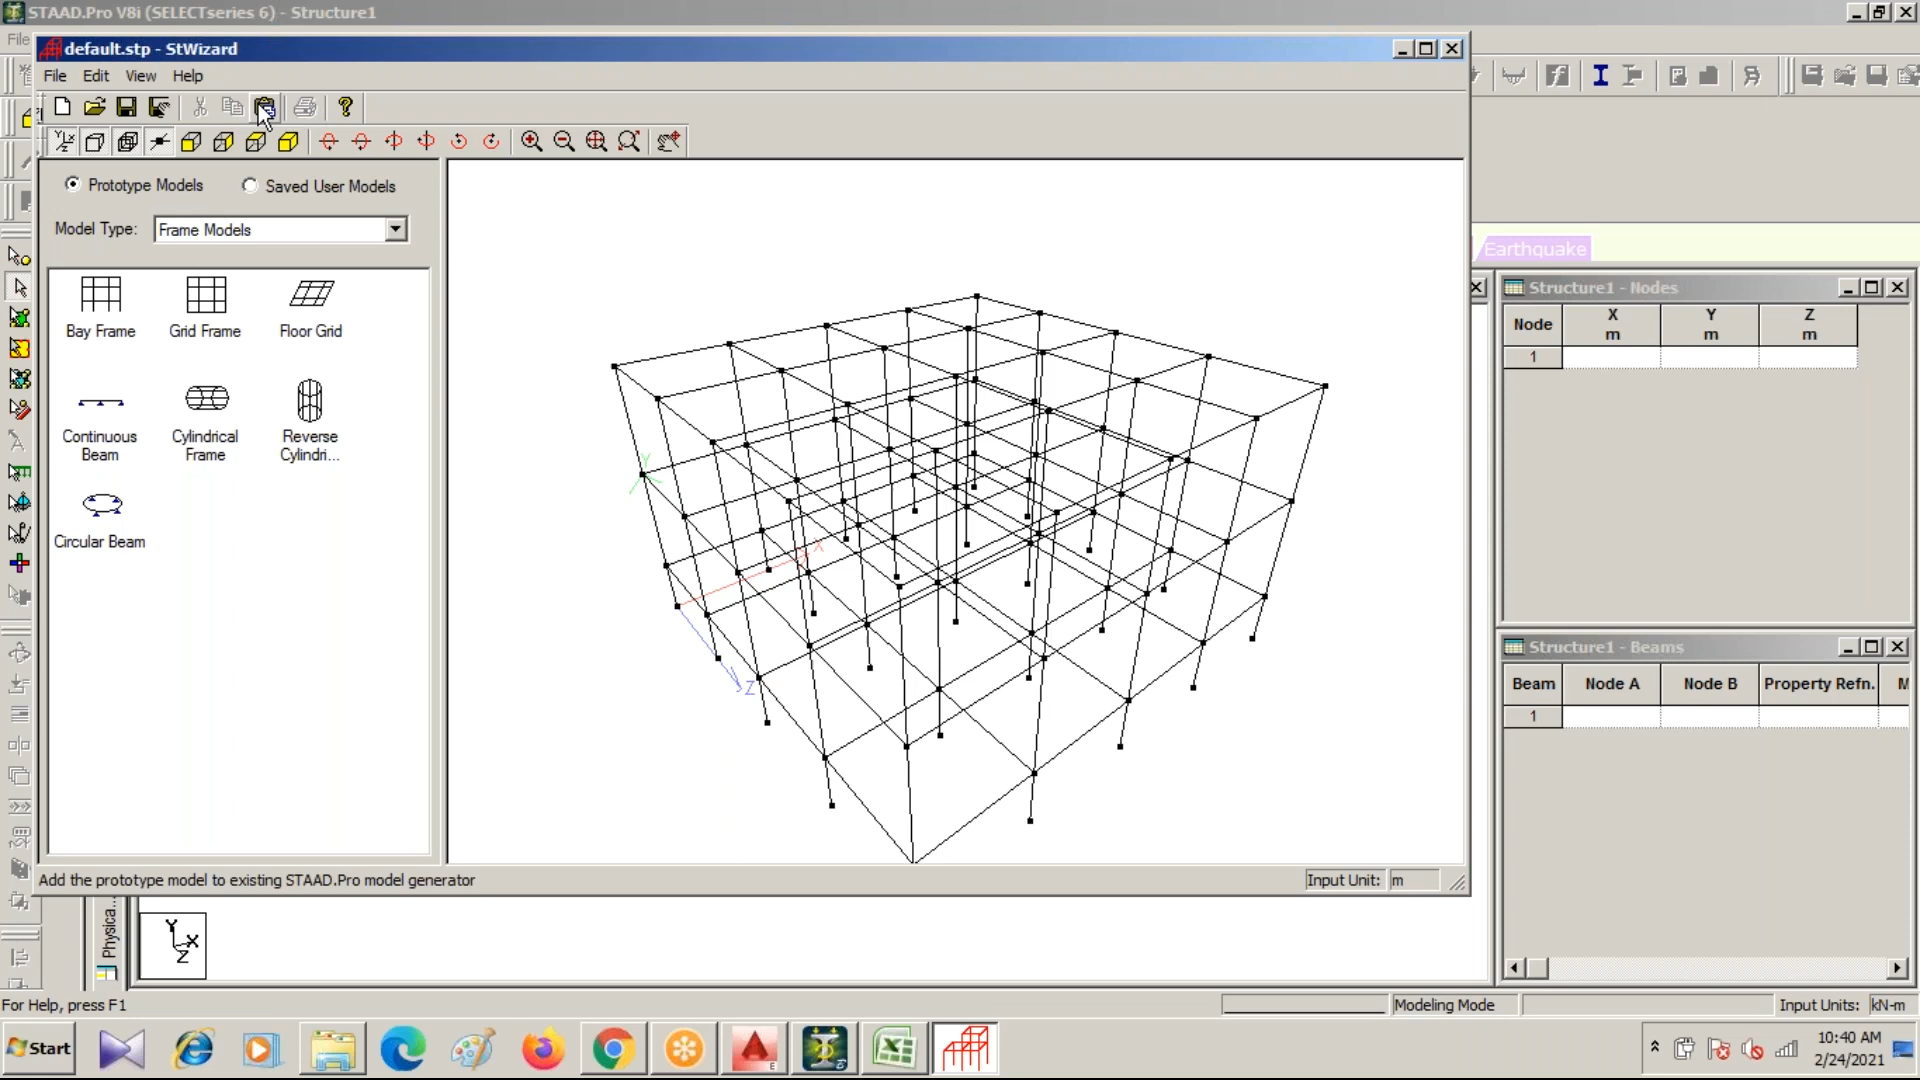 STAAD.Pro V8i (SELECTseries 6) - Structure1
File
default.stp - StWizard
File Edit View Help
Prototype Models Saved User Models
Model Type: Frame Models
Bay Frame Grid Frame Floor Grid
Continuous Beam
Cylindrical Frame
Reverse Cylindri...
Circular Beam
Y
X
Z
Add the prototype model to existing STAAD.Pro model generator
Input Unit: m
Earthquake
Structure1 - Nodes
Node X m Y m Z m
1
Structure1 - Beams
Beam Node A Node B Property Refn. M
1
Physica...
Y
X
Z
For Help, press F1
Modeling Mode
Input Units: kN-m
Start
10:40 AM
2/24/2021